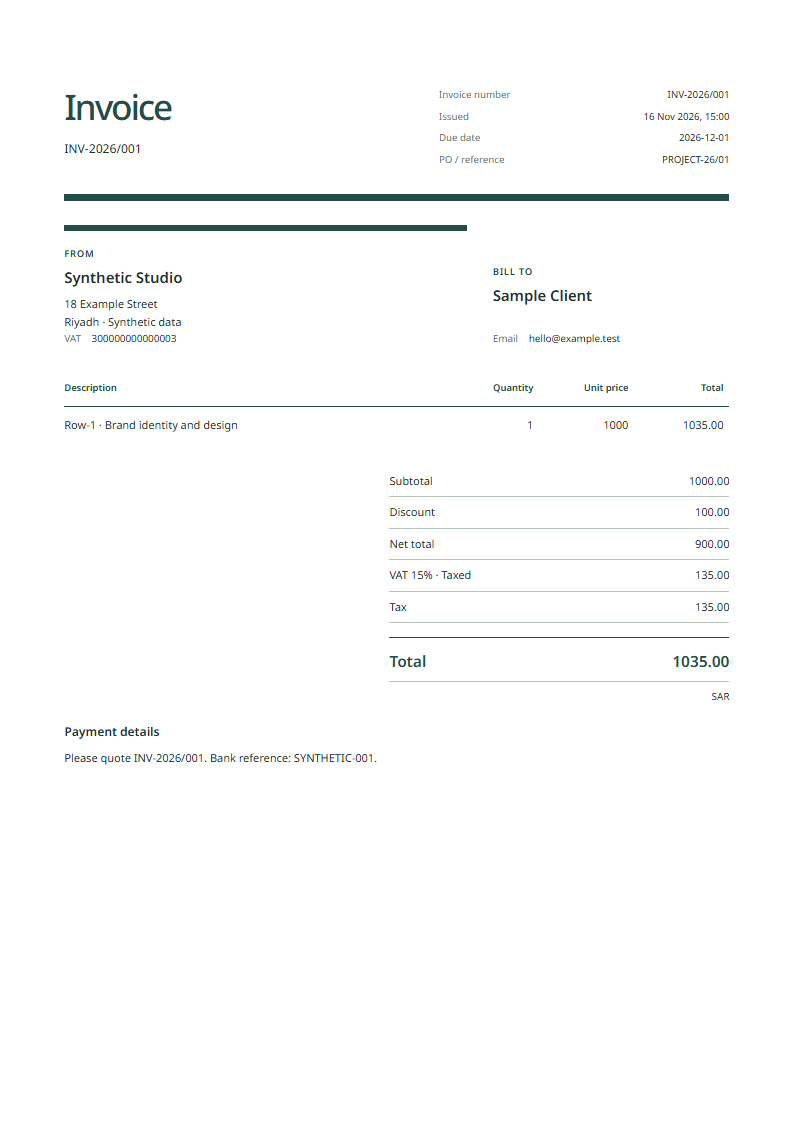 Invoice
INV-2026/001
Invoice number INV-2026/001
Issued 16 Nov 2026, 15:00
Due date 2026-12-01
PO / reference PROJECT-26/01
FROM
Synthetic Studio
18 Example Street
Riyadh · Synthetic data
VAT 300000000000003
BILL TO
Sample Client
Email hello@example.test
Description Quantity Unit price Total
Row-1 · Brand identity and design 1 1000 1035.00
Subtotal 1000.00
Discount 100.00
Net total 900.00
VAT 15% · Taxed 135.00
Tax 135.00
Total 1035.00
SAR
Payment details
Please quote INV-2026/001. Bank reference: SYNTHETIC-001.